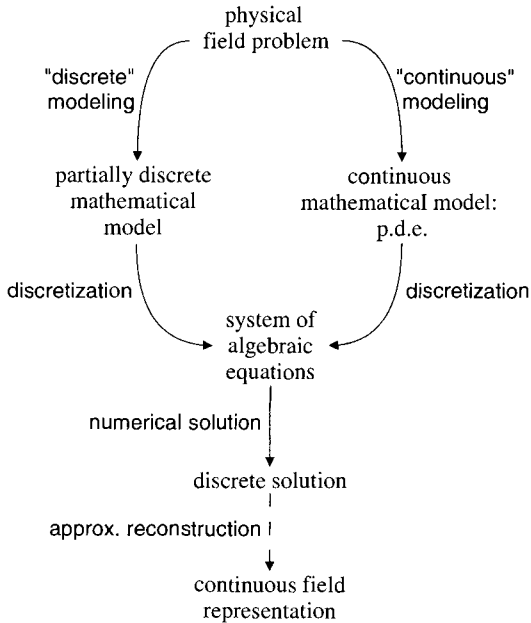 physical
field problem
"discrete"
modeling
"continuous"
modeling
partially discrete
mathematical
model
continuous
mathematical model:
p.d.e.
discretization
discretization
system of
algebraic
equations
numerical solution
discrete solution
approx. reconstruction
continuous field
representation